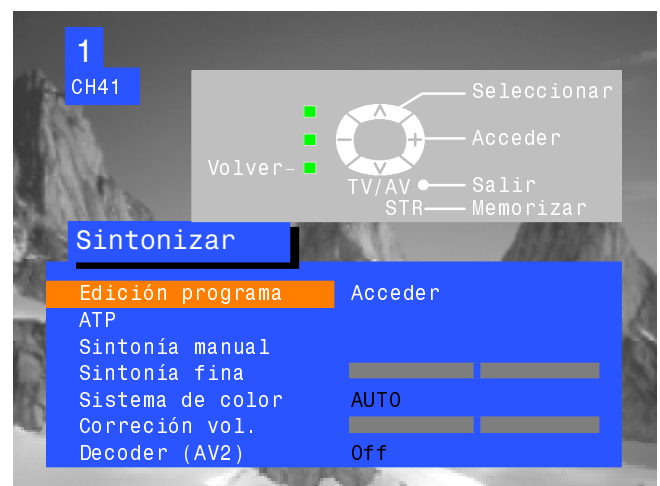 1
CH41
Seleccionar
Acceder
Volver-
TV/AV Salir
STR Memorizar
Sintonizar
Edición programa Acceder
ATP
Sintonía manual
Sintonía fina
Sistema de color AUTO
Correción vol.
Decoder (AV2) Off